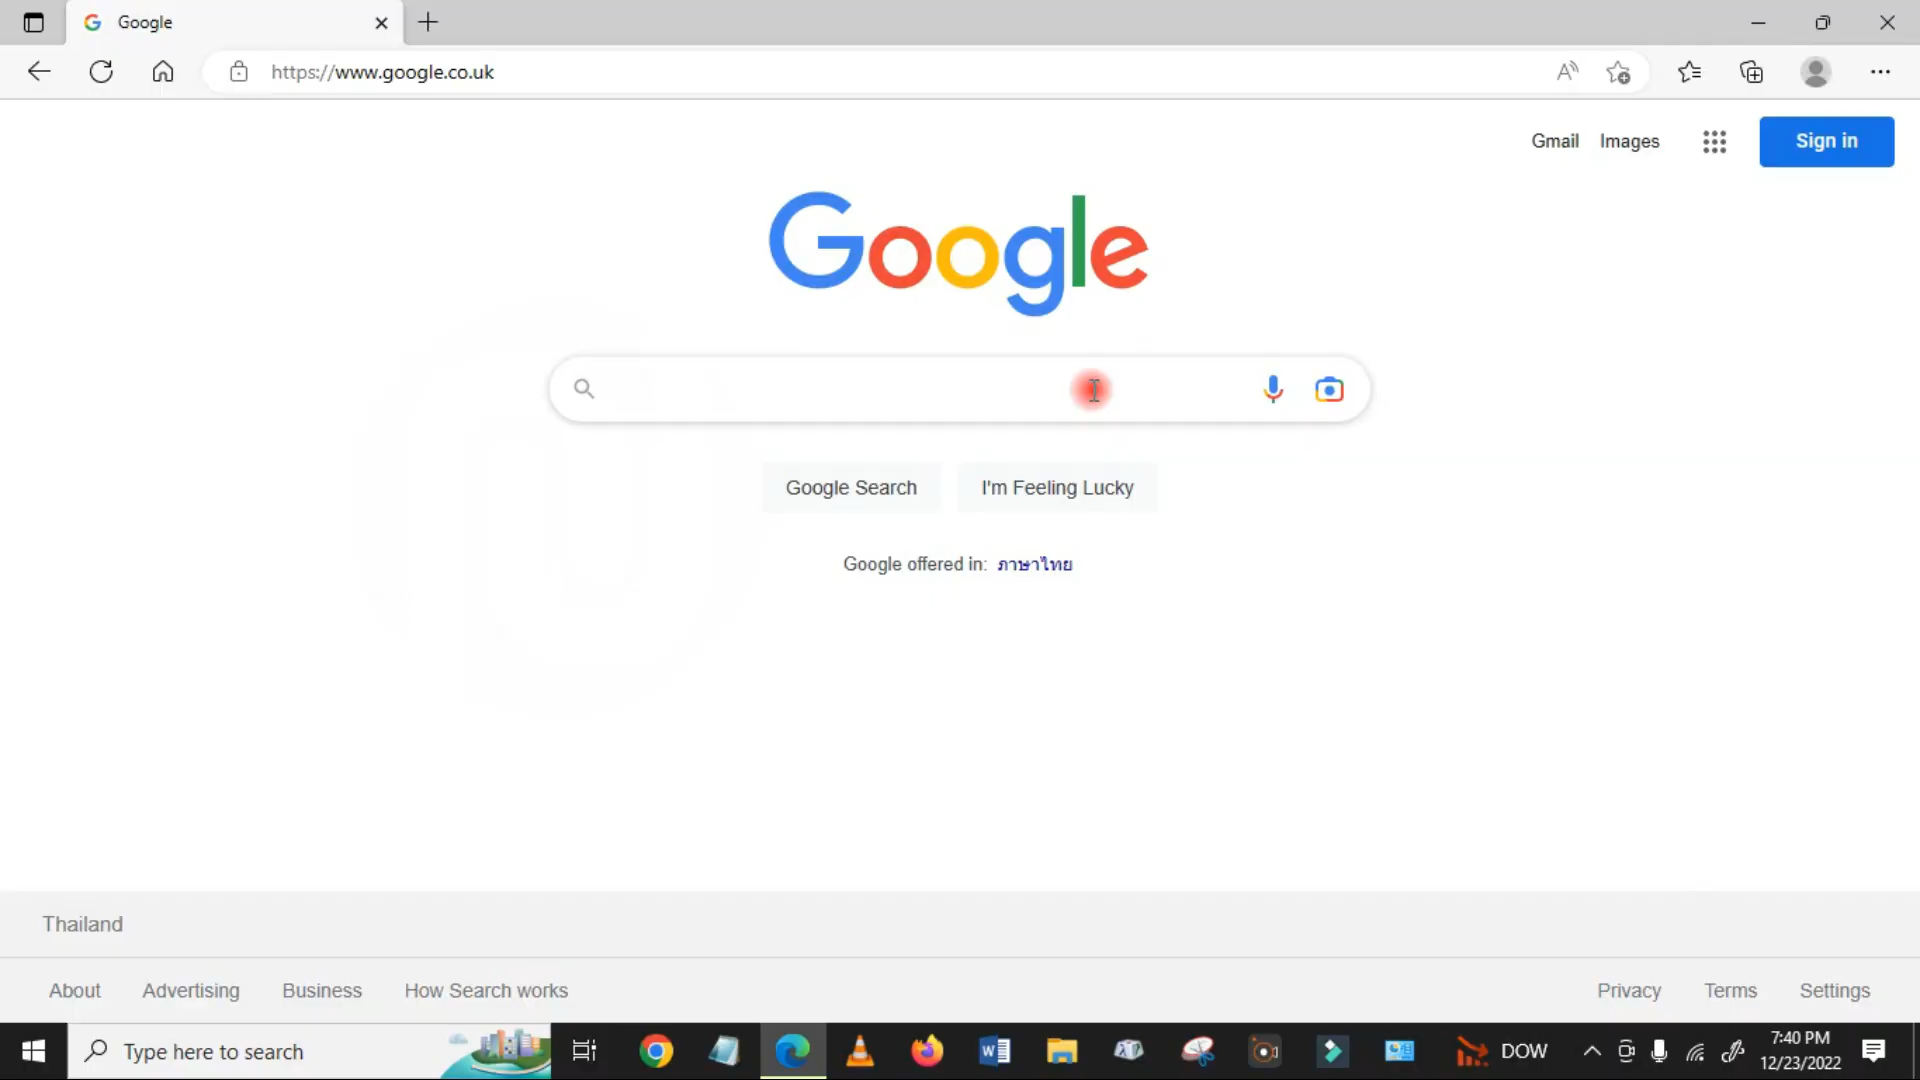 Google
https://www.google.co.uk
Gmail Images Sign in
Google
Google Search I'm Feeling Lucky
Google offered in: ภาษาไทย
Thailand
About Advertising Business How Search works Privacy Terms Settings
Type here to search DOW 7:40 PM
12/23/2022